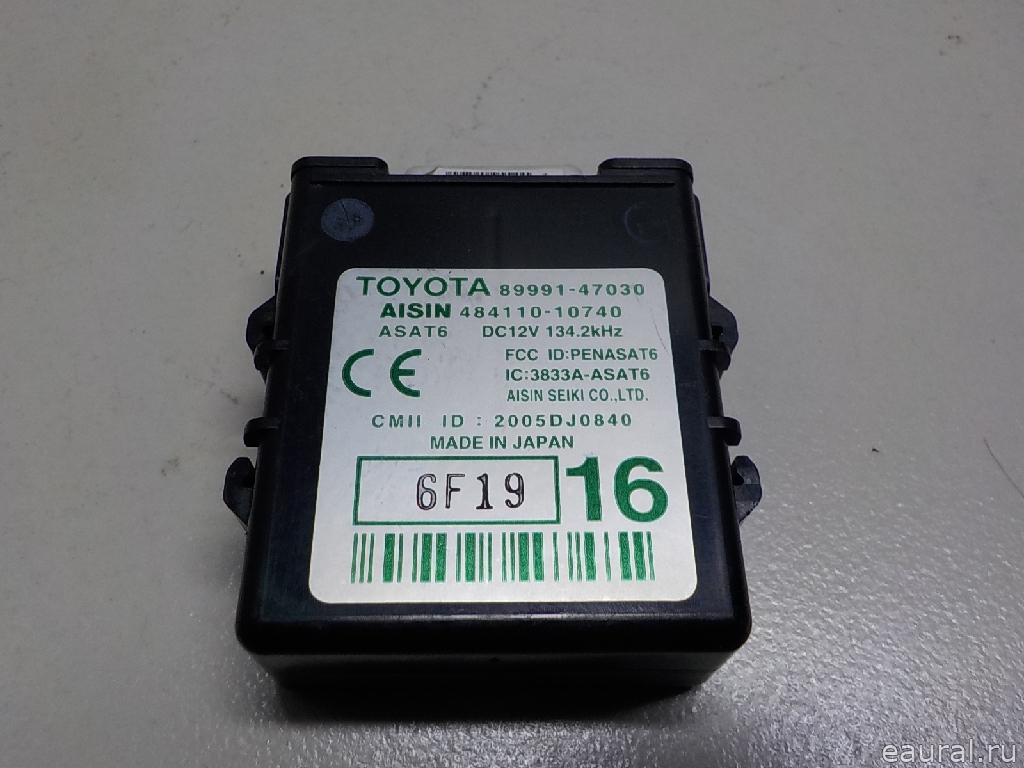 TOYOTA 89991-47030
AISIN 484110-10740
ASAT6 DC12V 134.2kHz
CE FCC ID:PENASAT6
IC:3833A-ASAT6
AISIN SEIKI CO.,LTD.
CMII ID : 2005DJ0840
MADE IN JAPAN
6F19 16
eaural.ru